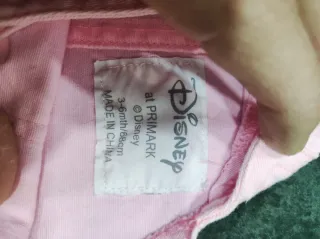 Disney
at PRIMARK
© Disney
3-6mth/68cm
MADE IN CHINA